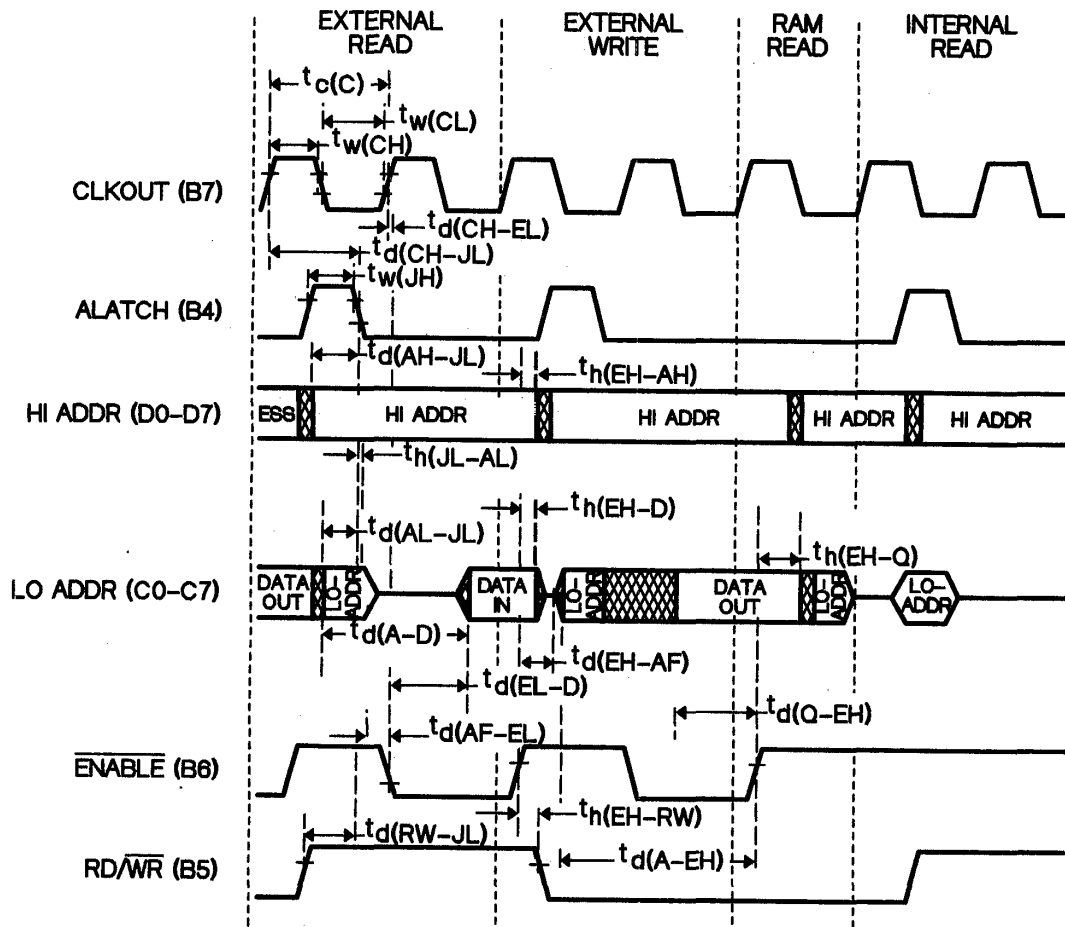 EXTERNAL READ
EXTERNAL WRITE
RAM READ
INTERNAL READ
tc(C)
tw(CL)
tw(CH)
CLKOUT (B7)
td(CH-EL)
td(CH-JL)
tw(JH)
ALATCH (B4)
td(AH-JL)
th(EH-AH)
HI ADDR (D0-D7)
ESS
HI ADDR
HI ADDR
HI ADDR
HI ADDR
th(JL-AL)
th(EH-D)
td(AL-JL)
th(EH-Q)
LO ADDR (C0-C7)
DATA OUT
LO-ADDR
DATA IN
LO-ADDR
DATA OUT
LO-ADDR
LO-ADDR
td(A-D)
td(EH-AF)
td(EL-D)
td(Q-EH)
td(AF-EL)
ENABLE (B6)
th(EH-RW)
td(RW-JL)
td(A-EH)
RD/WR (B5)